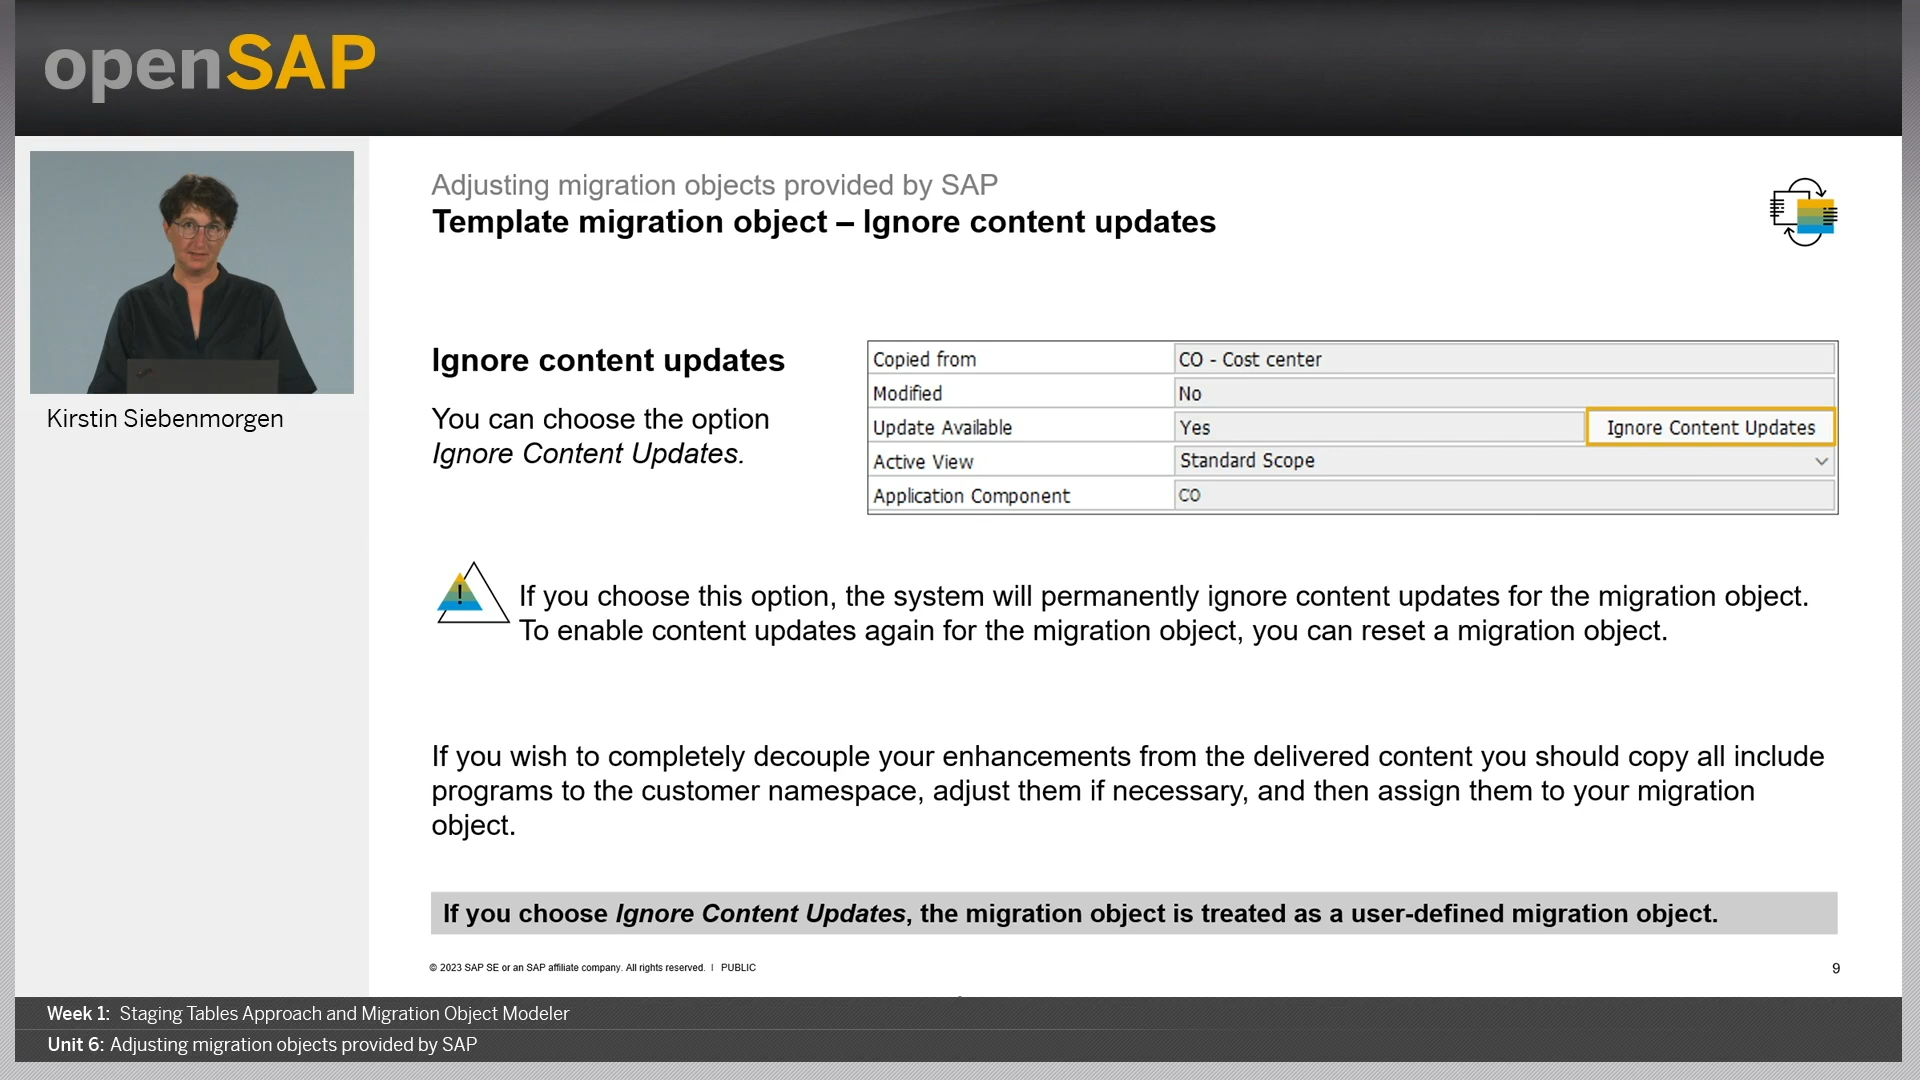 openSAP
Kirstin Siebenmorgen
Adjusting migration objects provided by SAP
Template migration object – Ignore content updates
Ignore content updates
You can choose the option
Ignore Content Updates.
Copied from CO - Cost center
Modified No
Update Available Yes Ignore Content Updates
Active View Standard Scope
Application Component CO
!
If you choose this option, the system will permanently ignore content updates for the migration object.
To enable content updates again for the migration object, you can reset a migration object.
If you wish to completely decouple your enhancements from the delivered content you should copy all include
programs to the customer namespace, adjust them if necessary, and then assign them to your migration
object.
If you choose Ignore Content Updates, the migration object is treated as a user-defined migration object.
© 2023 SAP SE or an SAP affiliate company. All rights reserved. | PUBLIC
9
Week 1: Staging Tables Approach and Migration Object Modeler
Unit 6: Adjusting migration objects provided by SAP